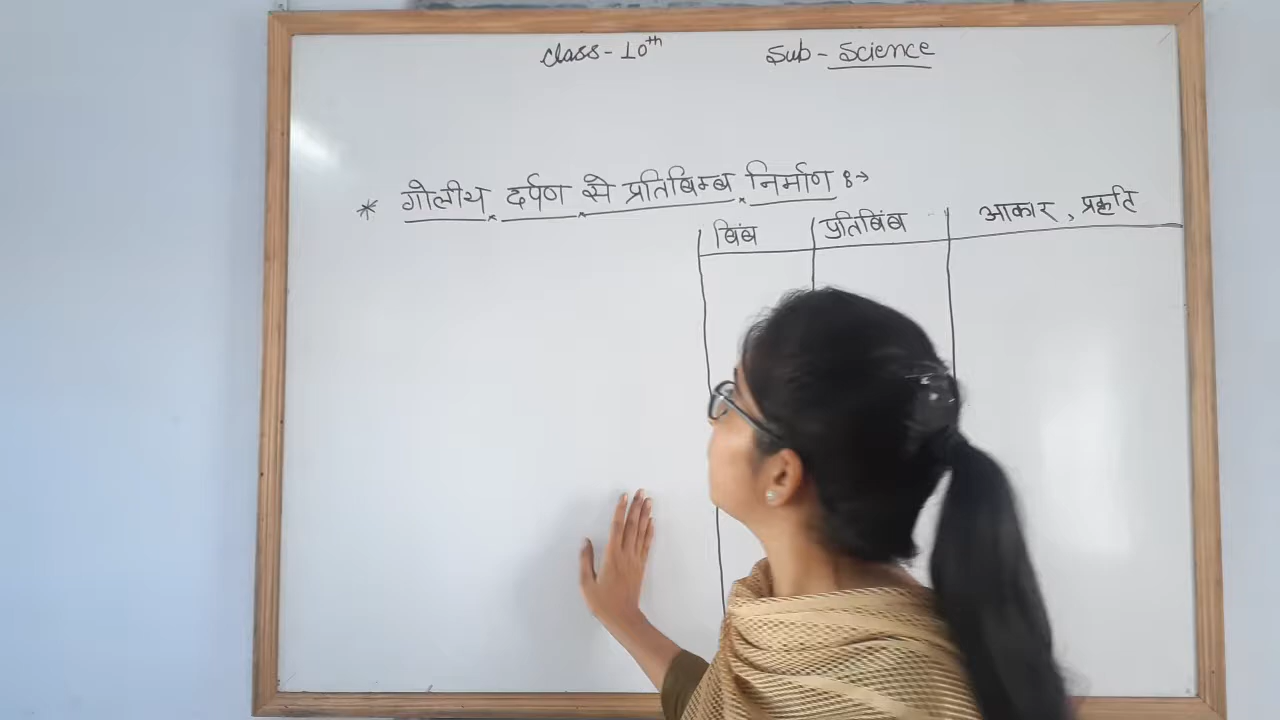 Class - 10th Sub - Science
* गोलीय दर्पण से प्रतिबिम्ब निर्माण :→
बिंब प्रतिबिंब आकार, प्रकृति